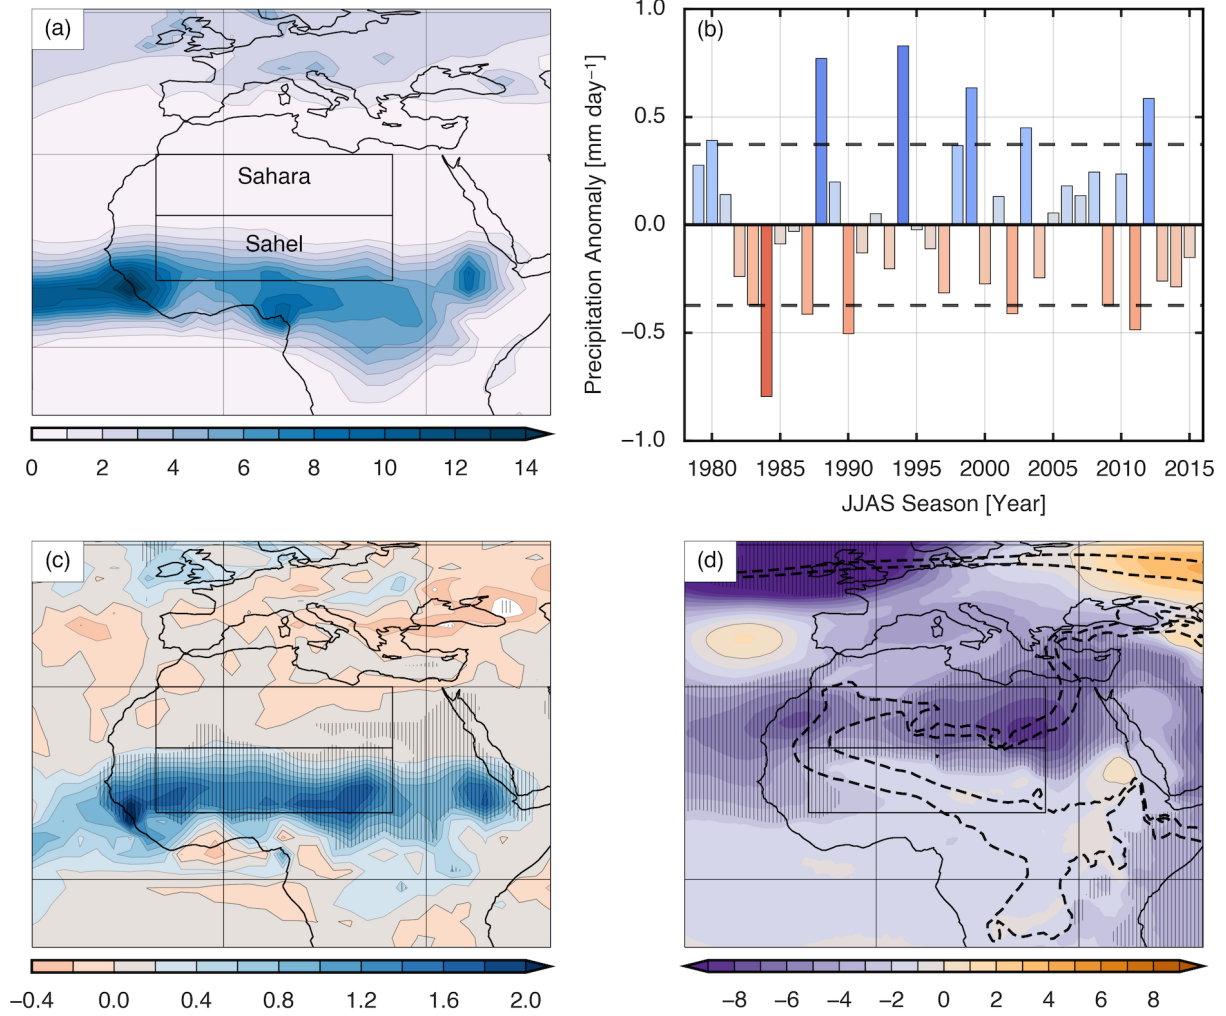 (a)
Sahara
Sahel
0 2 4 6 8 10 12 14
(b)
Precipitation Anomaly [mm day⁻¹]
1.0
0.5
0.0
−0.5
−1.0
1980 1985 1990 1995 2000 2005 2010 2015
JJAS Season [Year]
(c)
−0.4 0.0 0.4 0.8 1.2 1.6 2.0
(d)
−8 −6 −4 −2 0 2 4 6 8